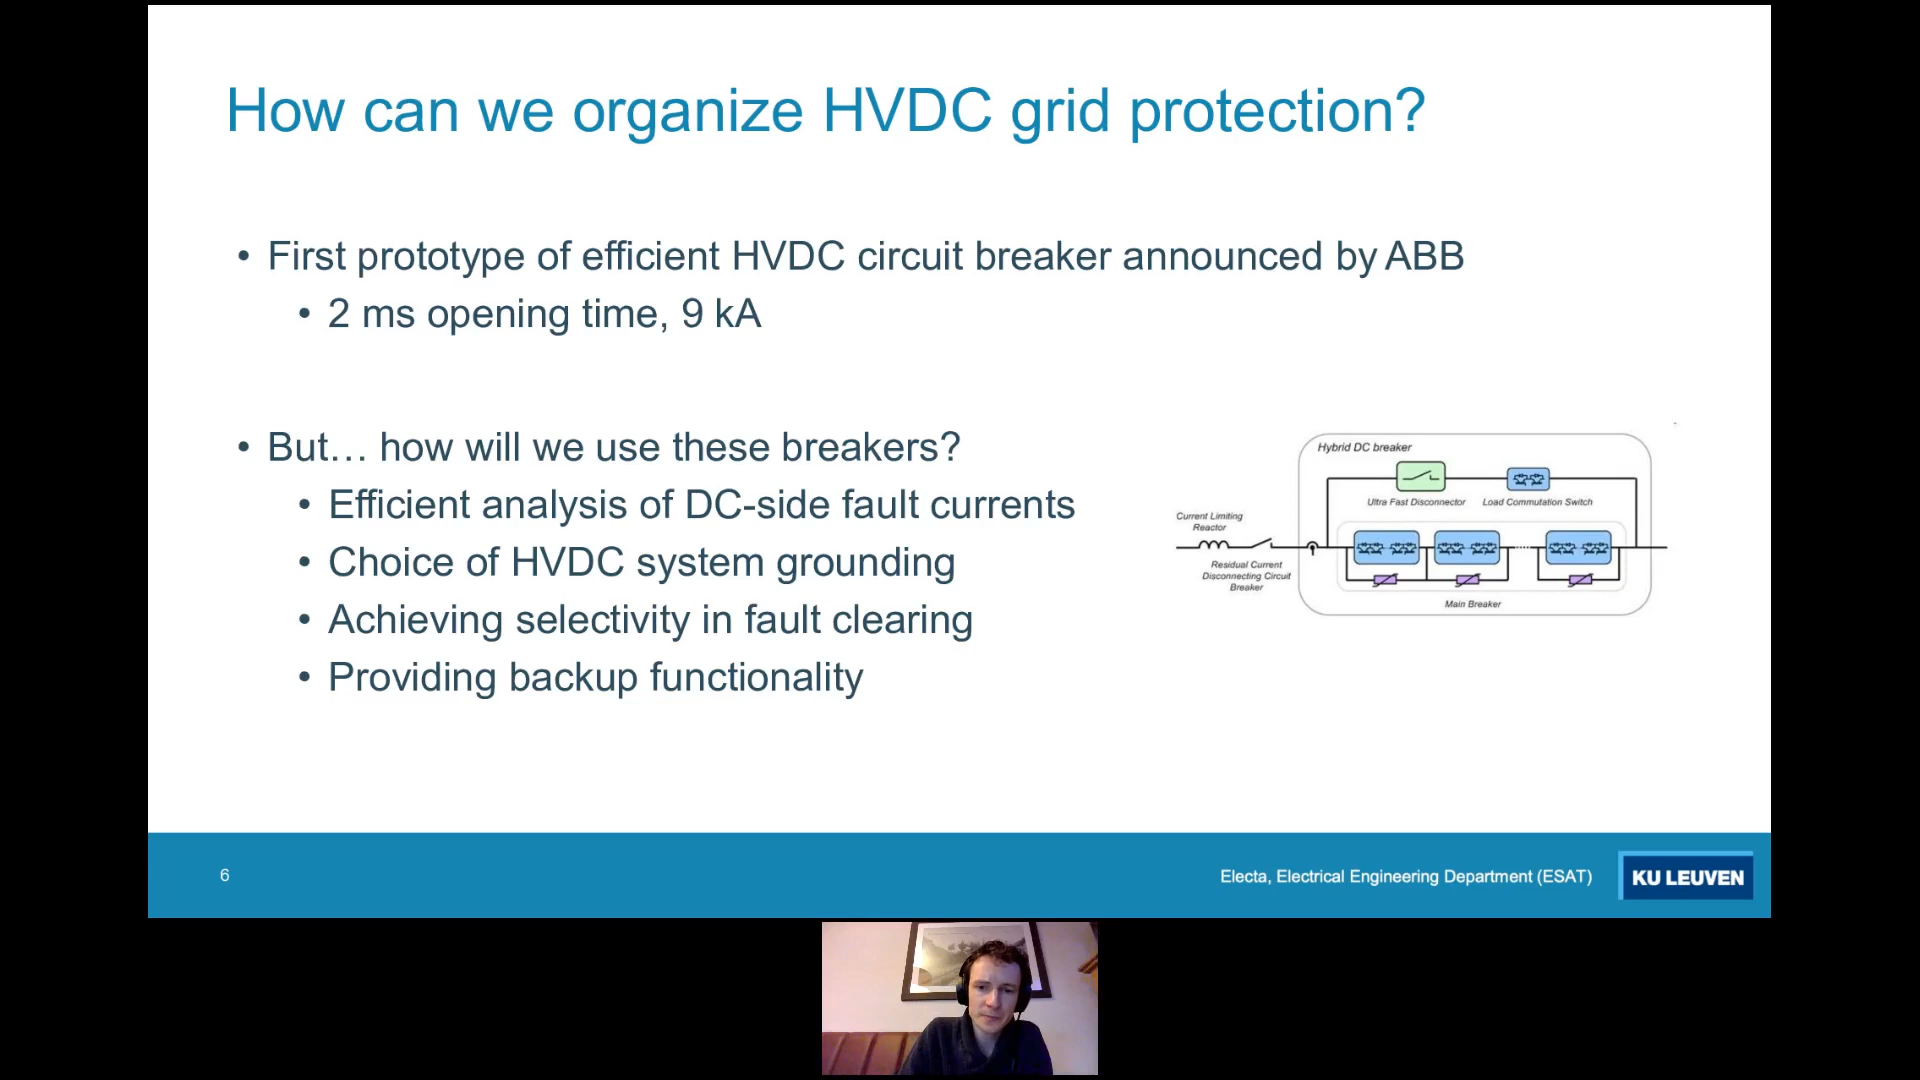 How can we organize HVDC grid protection?
• First prototype of efficient HVDC circuit breaker announced by ABB
• 2 ms opening time, 9 kA
• But… how will we use these breakers?
• Efficient analysis of DC-side fault currents
• Choice of HVDC system grounding
• Achieving selectivity in fault clearing
• Providing backup functionality
Hybrid DC breaker
Ultra Fast Disconnector
Load Commutation Switch
Current Limiting
Reactor
Residual Current
Disconnecting Circuit
Breaker
Main Breaker
6
Electa, Electrical Engineering Department (ESAT)
KU LEUVEN